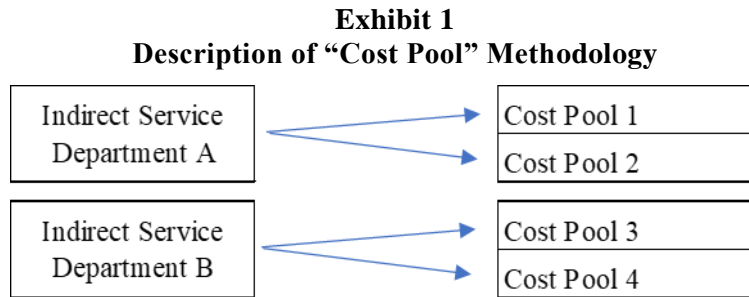 Exhibit 1
Description of “Cost Pool” Methodology
Indirect Service
Department A
Cost Pool 1
Cost Pool 2
Indirect Service
Department B
Cost Pool 3
Cost Pool 4